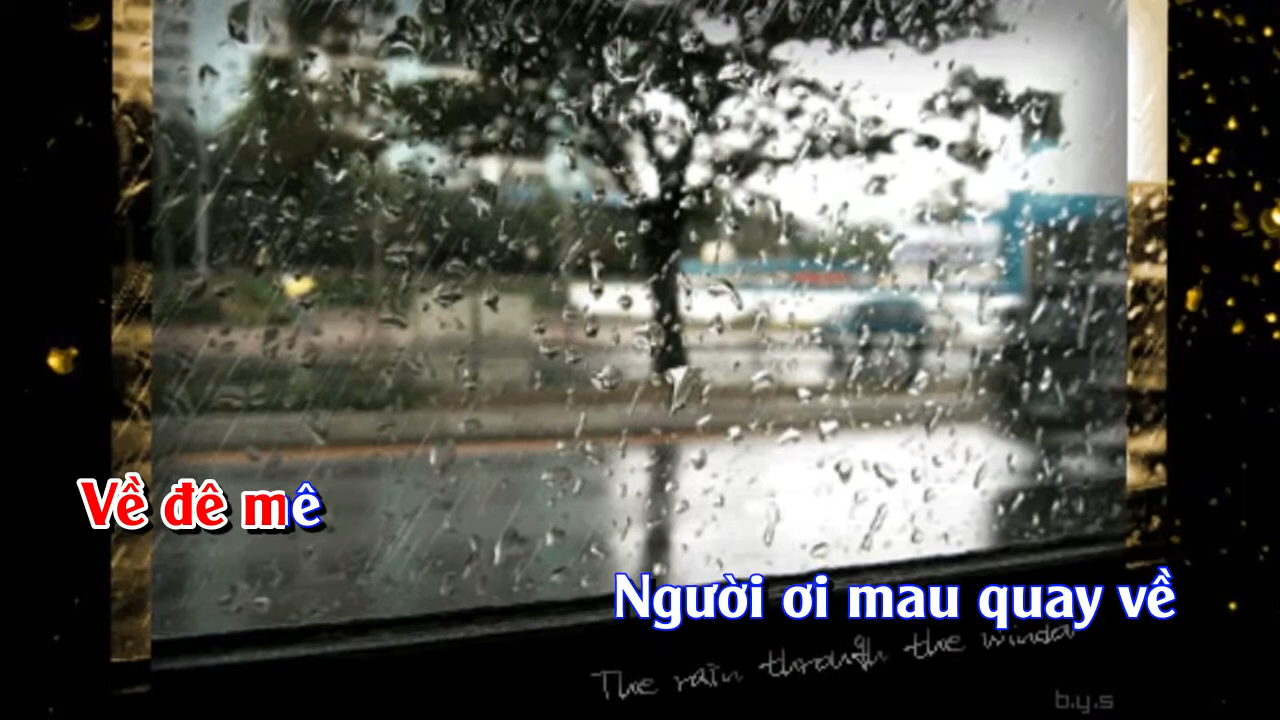 Về đê mê
Người ơi mau quay về
The rain through the window
b.y.s